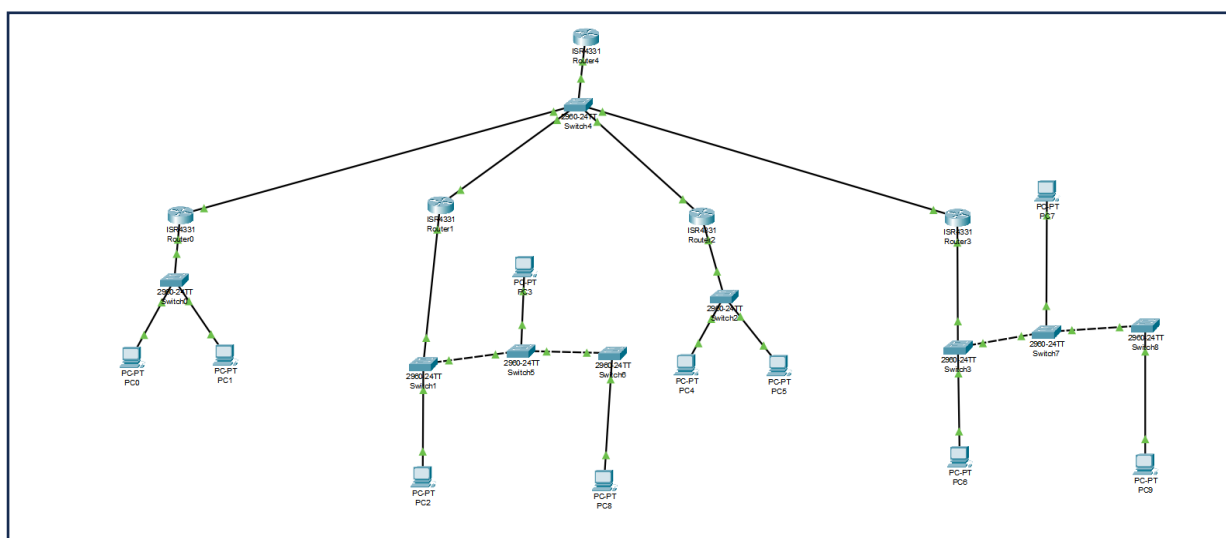 ISR4331
Router4
2960-24TT
Switch4
ISR4331
Router0
ISR4331
Router1
ISR4331
Router2
ISR4331
Router3
PC-PT
PC7
2960-24TT
Switch0
PC-PT
PC3
2960-24TT
Switch2
PC-PT
PC0
PC-PT
PC1
2960-24TT
Switch1
2960-24TT
Switch5
2960-24TT
Switch6
PC-PT
PC4
PC-PT
PC5
2960-24TT
Switch3
2960-24TT
Switch7
2960-24TT
Switch8
PC-PT
PC2
PC-PT
PC8
PC-PT
PC6
PC-PT
PC9